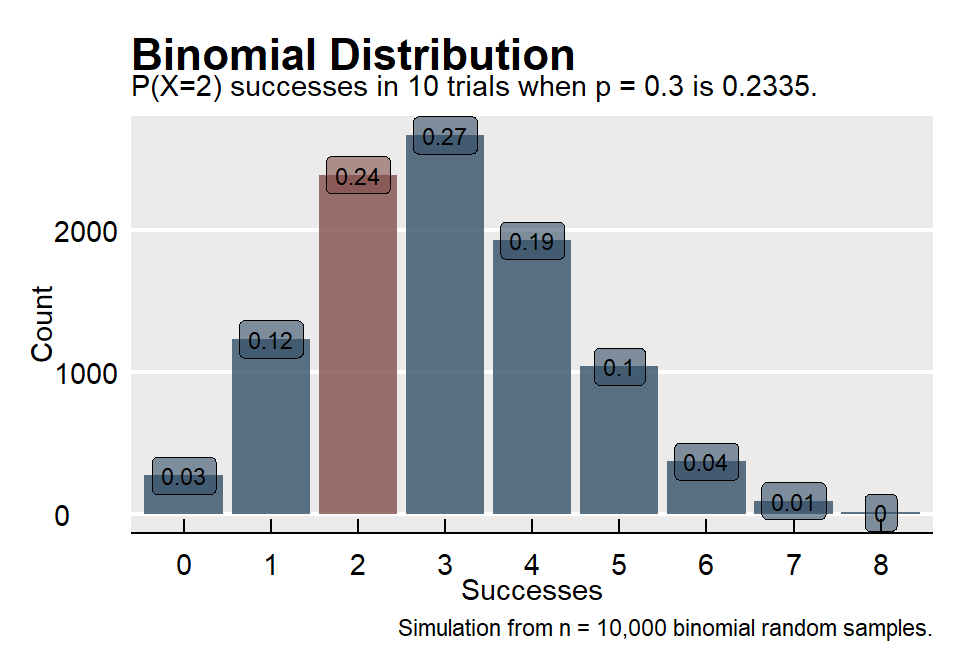 Binomial Distribution
P(X=2) successes in 10 trials when p = 0.3 is 0.2335.
0.27
0.24
2000
0.19
0.12
Count
1000
0.1
0.03
0.04
0.01
0
0
0 1 2 3 4 5 6 7 8
Successes
Simulation from n = 10,000 binomial random samples.